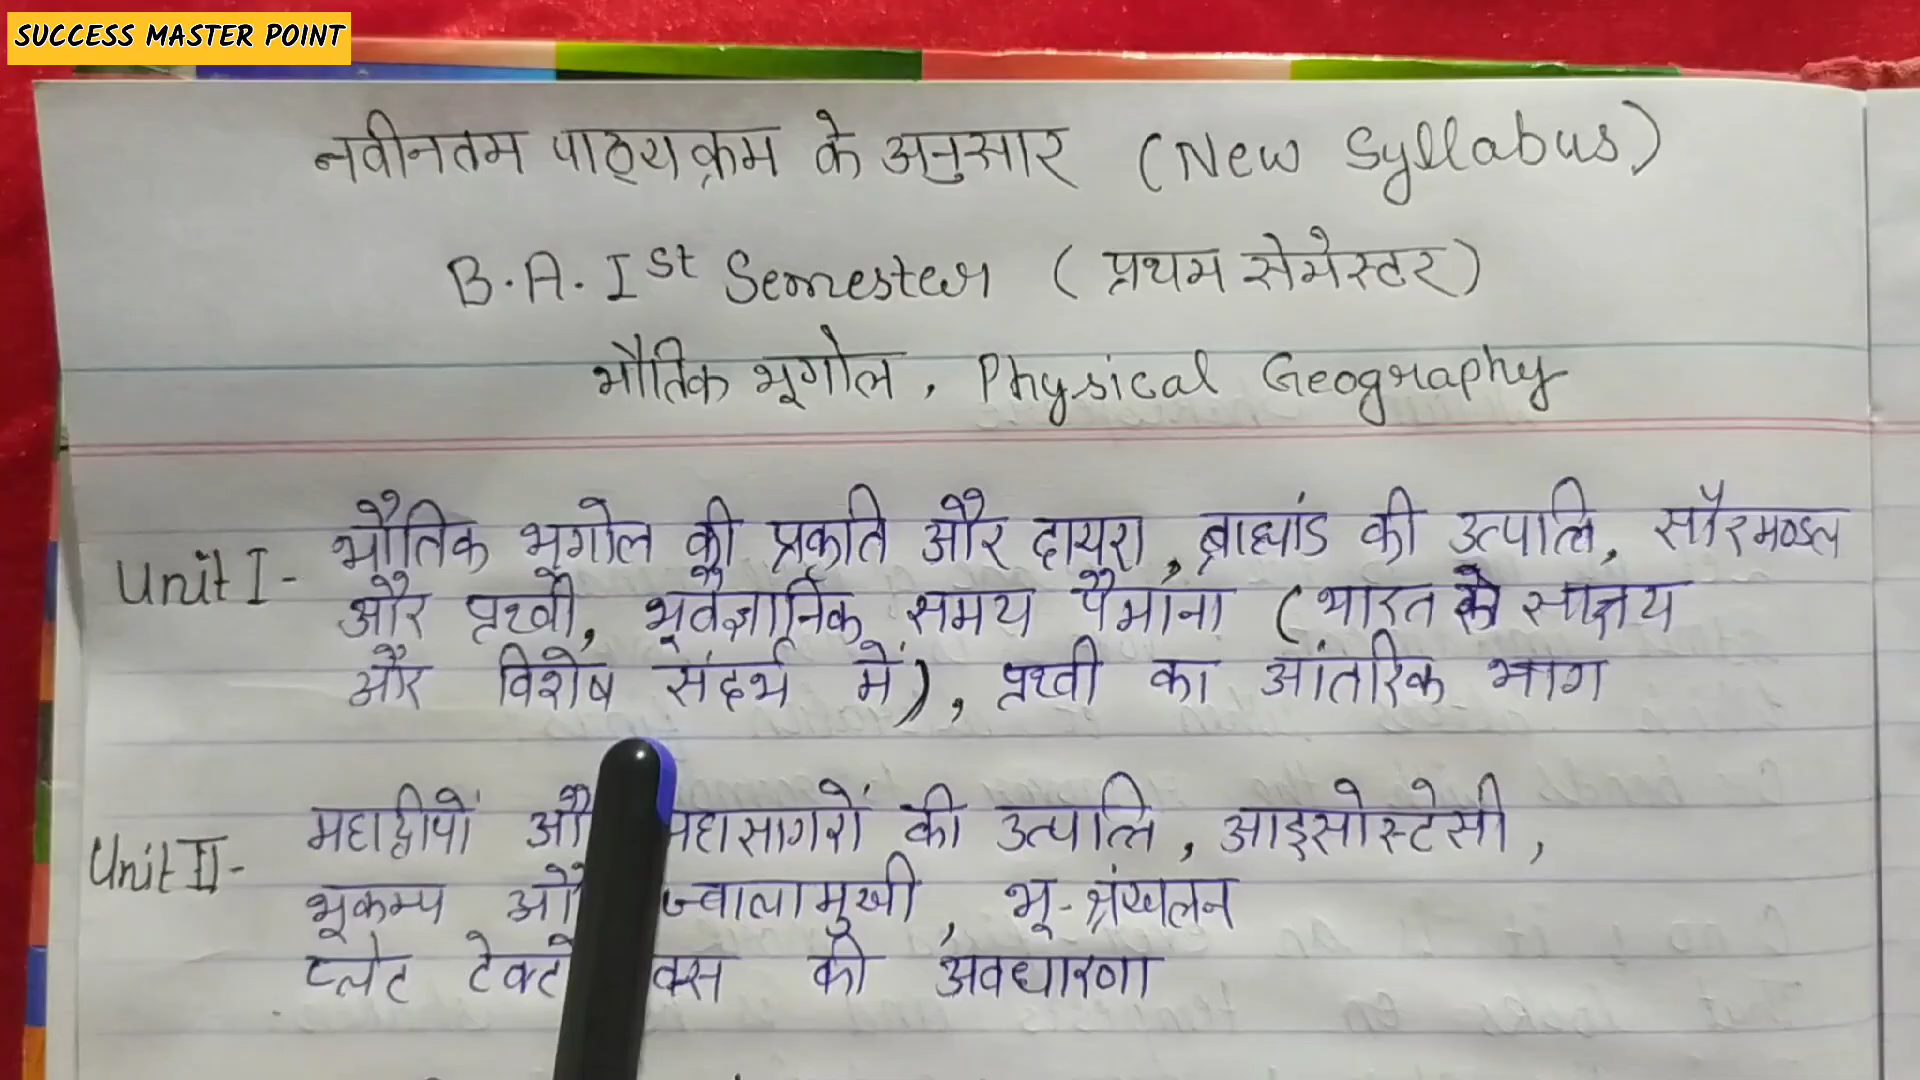 SUCCESS MASTER POINT
नवीनतम पाठ्यक्रम के अनुसार (New Syllabus)
B.A. Ist Semester (प्रथम सेमेस्टर)
भौतिक भूगोल, Physical Geography
Unit I- भौतिक भूगोल की प्रकृति और दायरा, ब्राह्मांड की उत्पत्ति, सौरमण्डल
और पृथ्वी, भूवैज्ञानिक समय पैमाना (भारत के साक्ष्य
और विशेष संदर्भ में), पृथ्वी का आंतरिक भाग
Unit II- महाद्वीपों और महासागरों की उत्पत्ति, आइसोस्टेसी,
भूकम्प और ज्वालामुखी, भू-श्रंखलन
प्लेट की अवधारणा